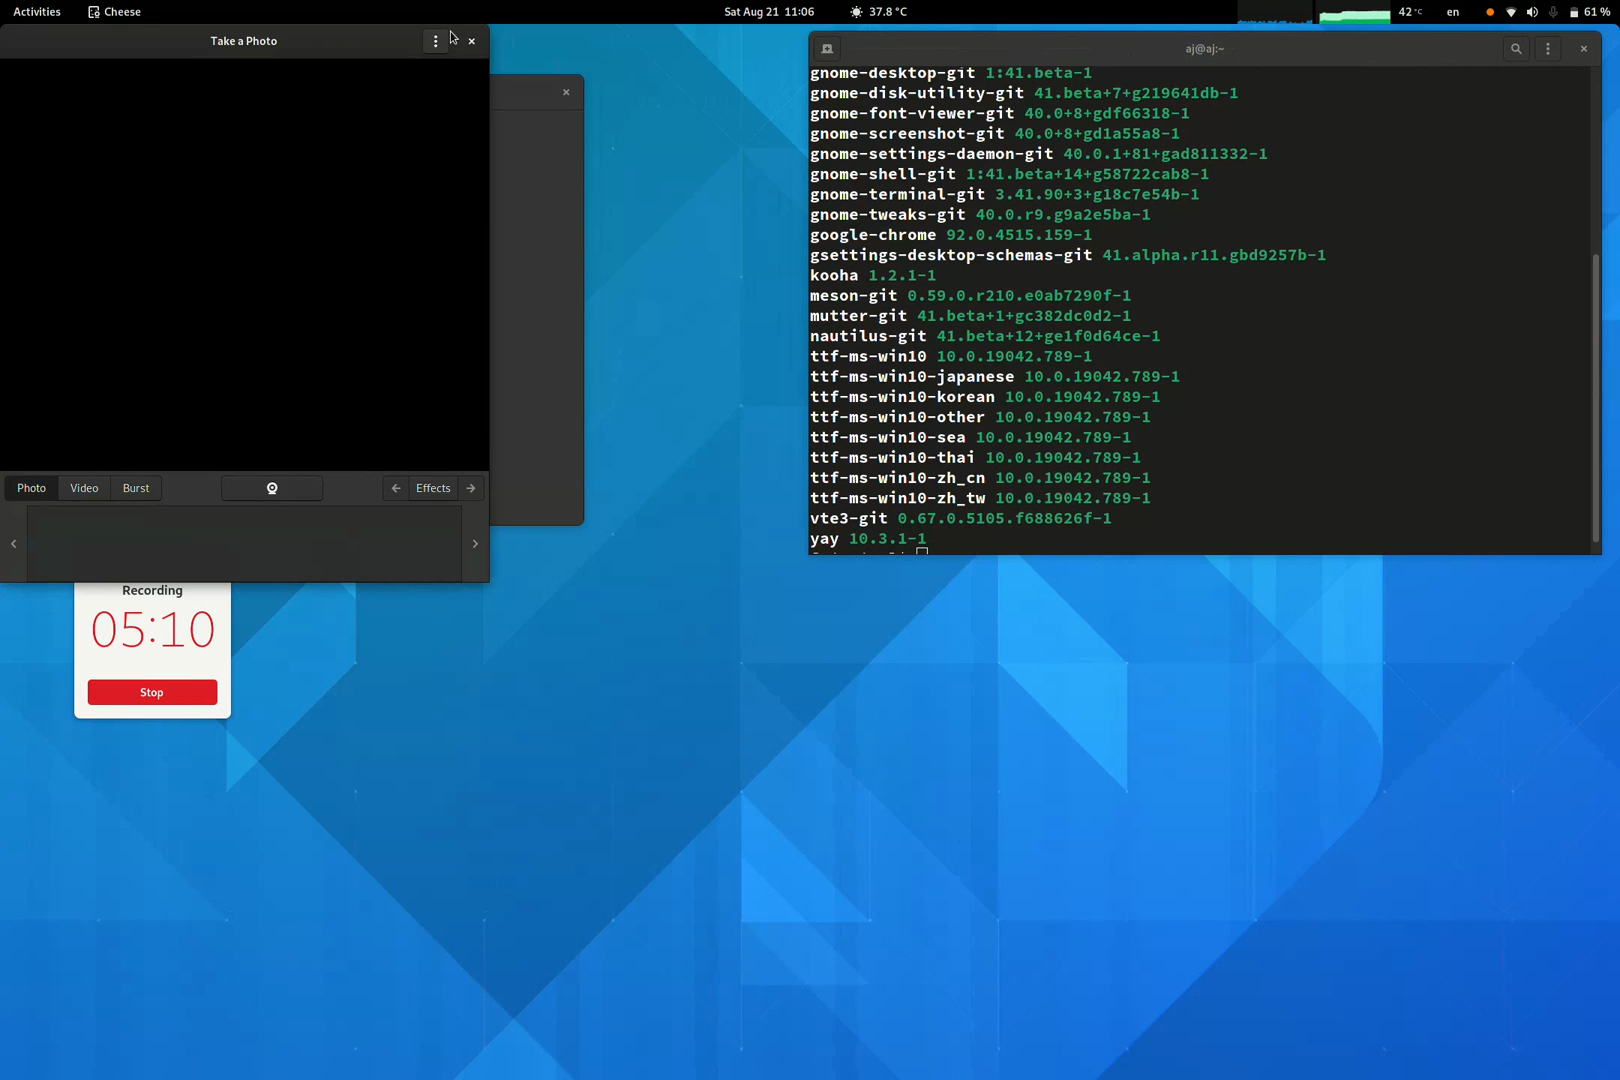 Activities
Cheese
Sat Aug 21 11:06
37.8 °C
42°C
en
61 %
Take a Photo
Photo
Video
Burst
Effects
Recording
05:10
Stop
aj@aj:~
gnome-desktop-git 1:41.beta-1
gnome-disk-utility-git 41.beta+7+g219641db-1
gnome-font-viewer-git 40.0+8+gdf66318-1
gnome-screenshot-git 40.0+8+gd1a55a8-1
gnome-settings-daemon-git 40.0.1+81+gad811332-1
gnome-shell-git 1:41.beta+14+g58722cab8-1
gnome-terminal-git 3.41.90+3+g18c7e54b-1
gnome-tweaks-git 40.0.r9.g9a2e5ba-1
google-chrome 92.0.4515.159-1
gsettings-desktop-schemas-git 41.alpha.r11.gbd9257b-1
kooha 1.2.1-1
meson-git 0.59.0.r210.e0ab7290f-1
mutter-git 41.beta+1+gc382dc0d2-1
nautilus-git 41.beta+12+ge1f0d64ce-1
ttf-ms-win10 10.0.19042.789-1
ttf-ms-win10-japanese 10.0.19042.789-1
ttf-ms-win10-korean 10.0.19042.789-1
ttf-ms-win10-other 10.0.19042.789-1
ttf-ms-win10-sea 10.0.19042.789-1
ttf-ms-win10-thai 10.0.19042.789-1
ttf-ms-win10-zh_cn 10.0.19042.789-1
ttf-ms-win10-zh_tw 10.0.19042.789-1
vte3-git 0.67.0.5105.f688626f-1
yay 10.3.1-1